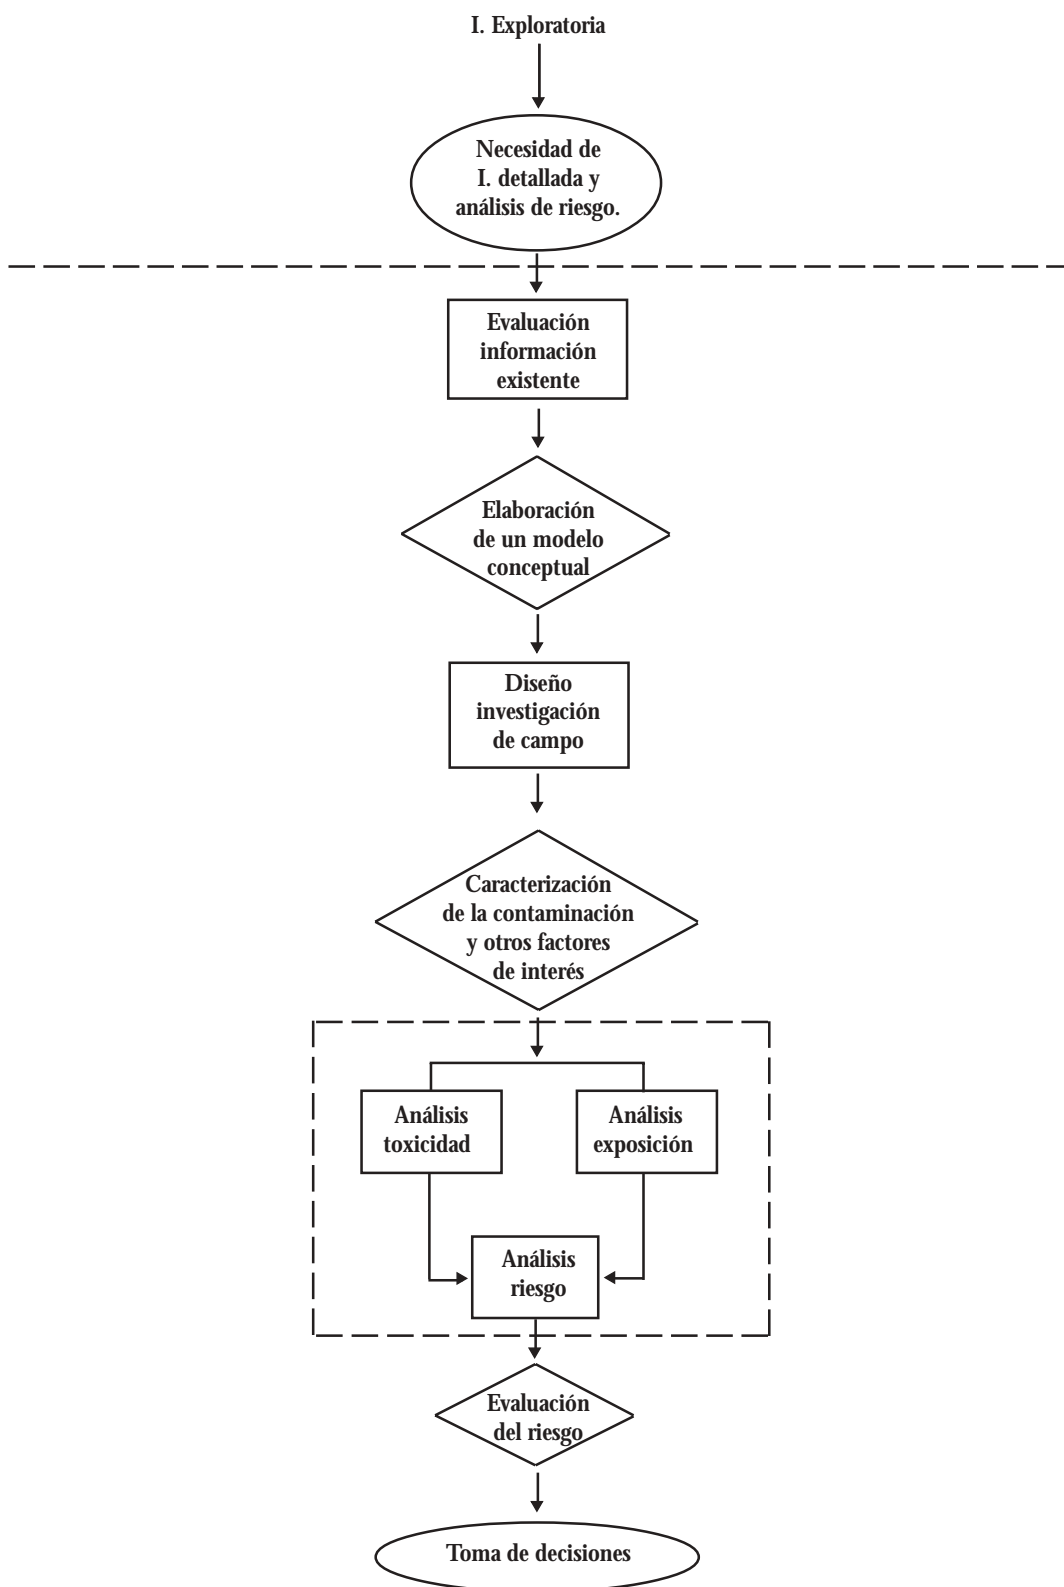 I. Exploratoria
Necesidad de
I. detallada y
análisis de riesgo.
Evaluación
información
existente
Elaboración
de un modelo
conceptual
Diseño
investigación
de campo
Caracterización
de la contaminación
y otros factores
de interés
Análisis
toxicidad
Análisis
exposición
Análisis
riesgo
Evaluación
del riesgo
Toma de decisiones